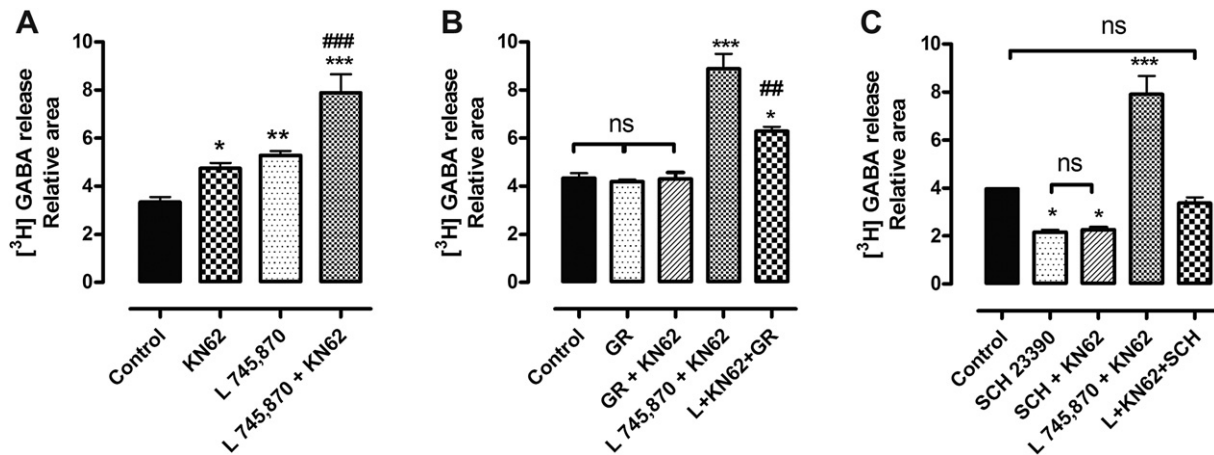 A
[³H] GABA release
Relative area
10
8
6
4
2
0
*
**
###
***
Control
KN62
L 745,870
L 745,870 + KN62
B
[³H] GABA release
Relative area
10
8
6
4
2
0
ns
***
##
*
Control
GR
GR + KN62
L 745,870 + KN62
L+KN62+GR
C
[³H] GABA release
Relative area
10
8
6
4
2
0
ns
ns
*
*
***
Control
SCH 23390
SCH + KN62
L 745,870 + KN62
L+KN62+SCH